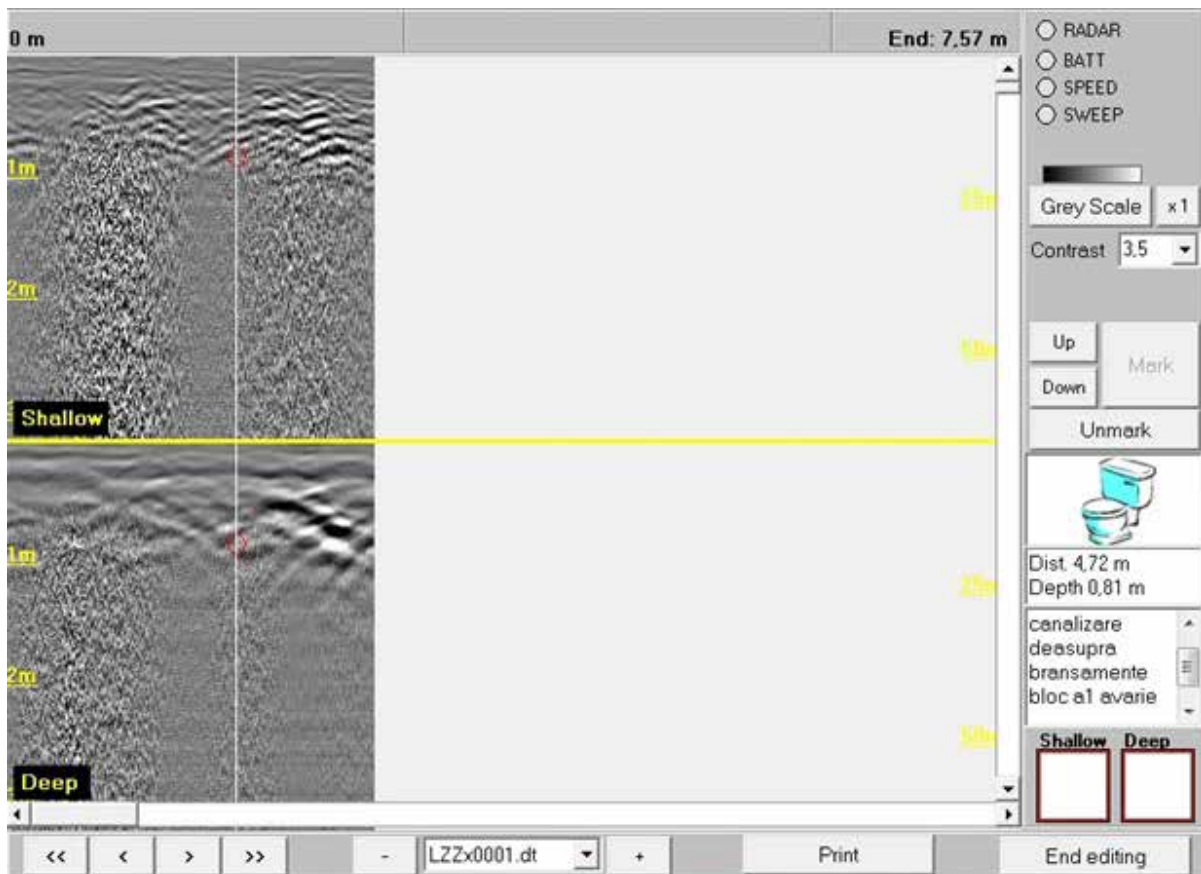 0 m
End: 7,57 m
1m
2m
Shallow
1m
2m
Deep
RADAR
BATT
SPEED
SWEEP
Grey Scale
x 1
Contrast 3,5
Up
Down
Mark
Unmark
Dist. 4,72 m
Depth 0,81 m
canalizare
deasupra
bransamente
bloc a1 avarie
Shallow Deep
<< < > >> - LZZx0001.dt + Print End editing